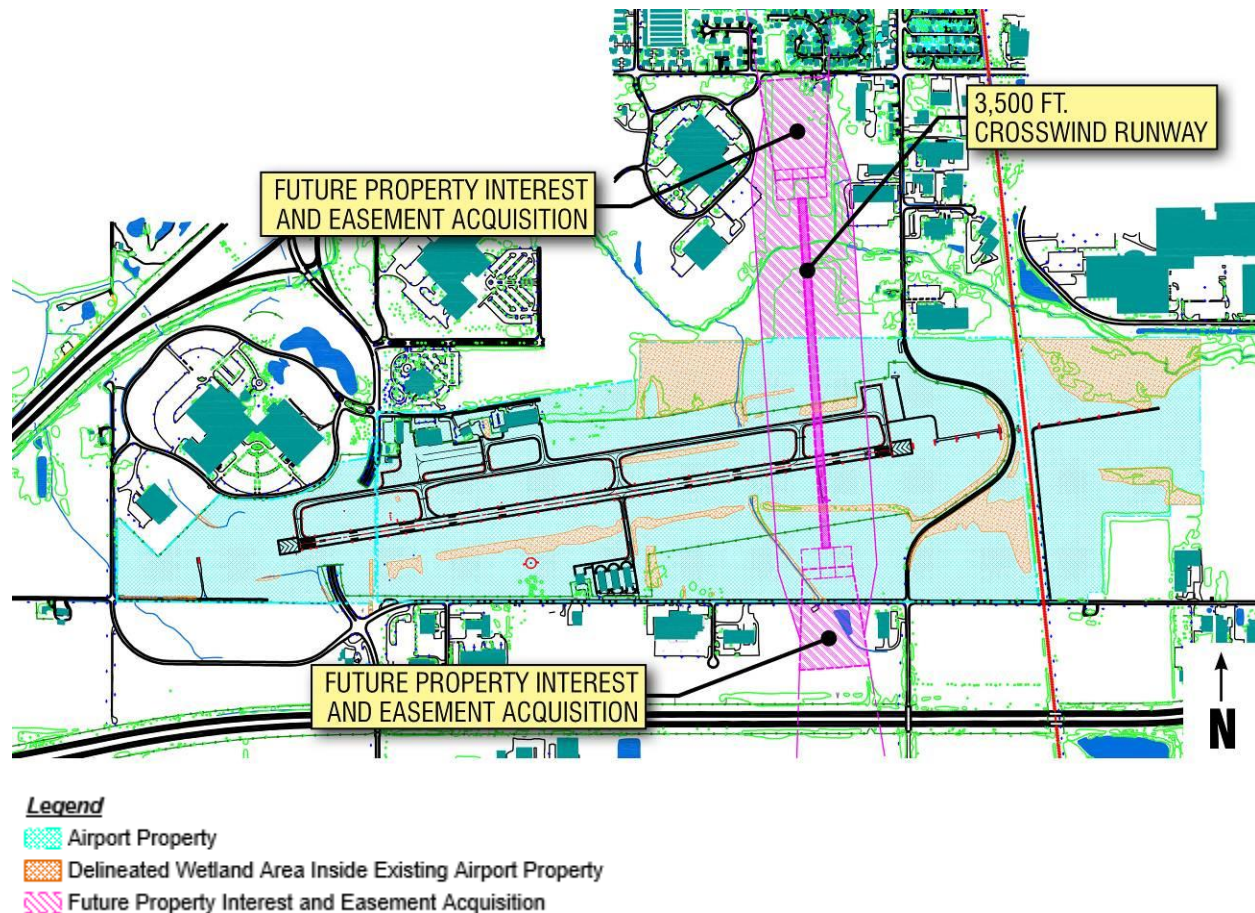 3,500 FT.
CROSSWIND RUNWAY
FUTURE PROPERTY INTEREST
AND EASEMENT ACQUISITION
FUTURE PROPERTY INTEREST
AND EASEMENT ACQUISITION
N
Legend
Airport Property
Delineated Wetland Area Inside Existing Airport Property
Future Property Interest and Easement Acquisition